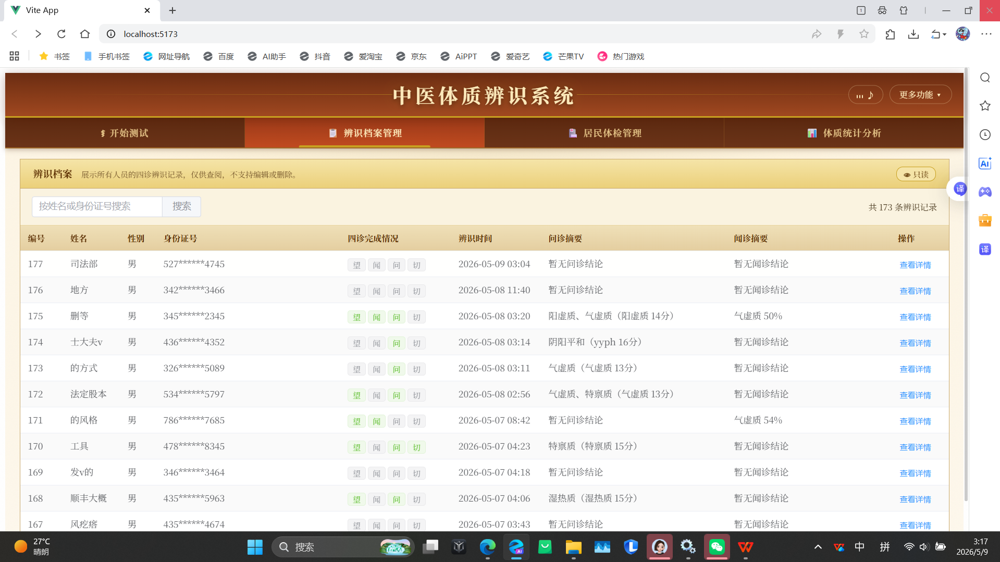 Vite App
localhost:5173
书签 手机书签 网址导航 百度 AI助手 抖音 爱淘宝 京东 AiPPT 爱奇艺 芒果TV 热门游戏
中医体质辨识系统
更多功能
开始测试 辨识档案管理 居民体检管理 体质统计分析
辨识档案 展示所有人员的四诊辨识记录，仅供查阅，不支持编辑或删除。 只读
按姓名或身份证号搜索 搜索 共 173 条辨识记录
编号 姓名 性别 身份证号 四诊完成情况 辨识时间 问诊摘要 闻诊摘要 操作
177 司法部 男 527******4745 望 闻 问 切 2026-05-09 03:04 暂无问诊结论 暂无闻诊结论 查看详情
176 地方 男 342******3466 望 闻 问 切 2026-05-08 11:40 暂无问诊结论 暂无闻诊结论 查看详情
175 删等 男 345******2345 望 闻 问 切 2026-05-08 03:20 阳虚质、气虚质（阳虚质 14分） 气虚质 50% 查看详情
174 士大夫v 男 436******4352 望 闻 问 切 2026-05-08 03:14 阴阳平和（yyph 16分） 暂无闻诊结论 查看详情
173 的方式 男 326******5089 望 闻 问 切 2026-05-08 03:11 气虚质（气虚质 13分） 暂无闻诊结论 查看详情
172 法定股本 男 534******5797 望 闻 问 切 2026-05-08 02:56 气虚质、特禀质（气虚质 13分） 暂无闻诊结论 查看详情
171 的风格 男 786******7685 望 闻 问 切 2026-05-07 08:42 暂无问诊结论 气虚质 54% 查看详情
170 工具 男 478******8345 望 闻 问 切 2026-05-07 04:23 特禀质（特禀质 15分） 暂无闻诊结论 查看详情
169 发v的 男 346******3464 望 闻 问 切 2026-05-07 04:18 暂无问诊结论 暂无闻诊结论 查看详情
168 顺丰大概 男 435******5963 望 闻 问 切 2026-05-07 04:06 湿热质（湿热质 15分） 暂无闻诊结论 查看详情
167 风疙瘩 男 435******4674 望 闻 问 切 2026-05-07 03:43 暂无问诊结论 暂无闻诊结论 查看详情
译
AI
译
27°C
晴朗
搜索
中 拼
3:17
2026/5/9